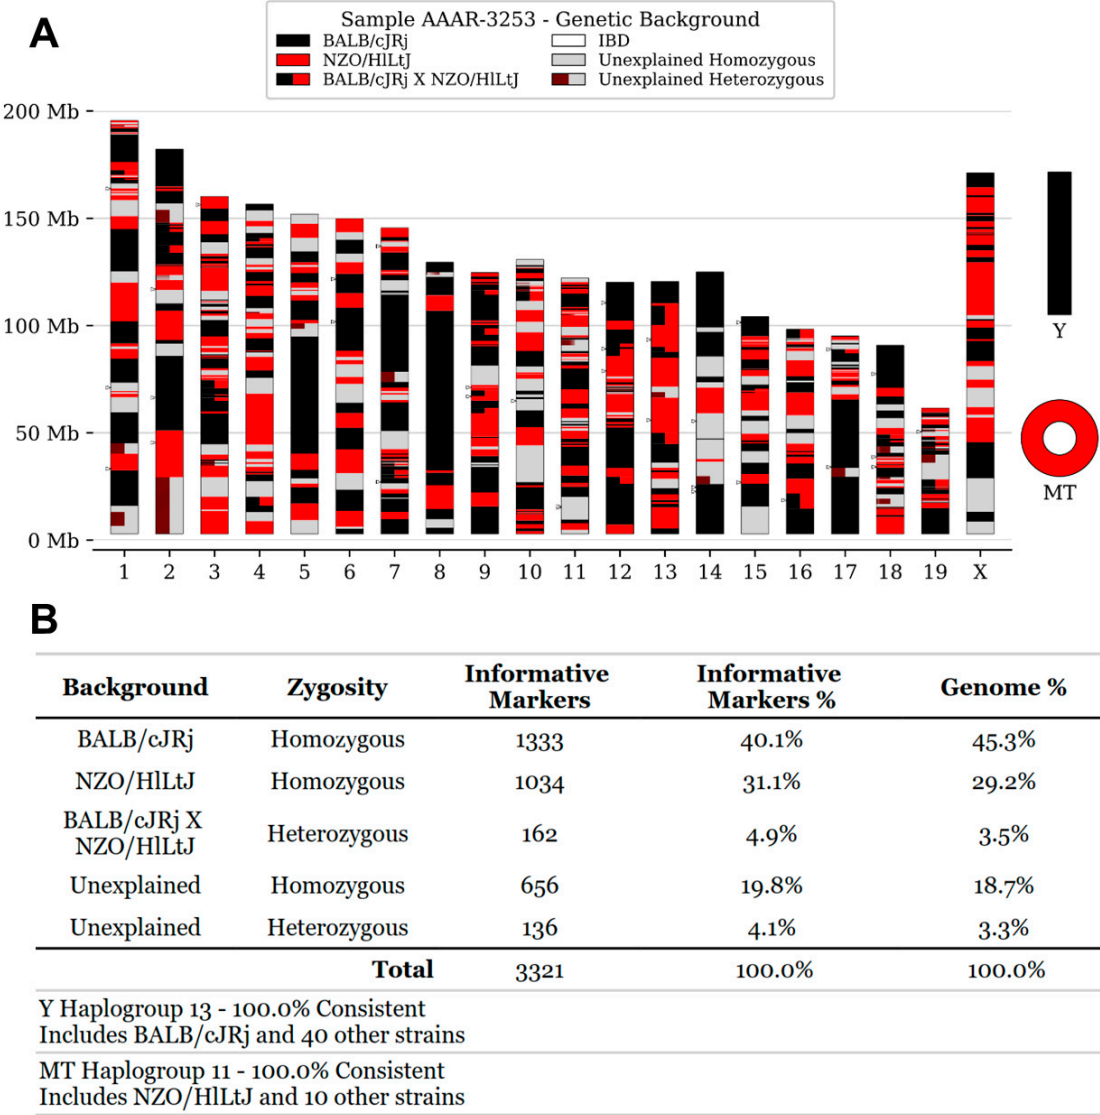 A
Sample AAAR-3253 - Genetic Background
BALB/cJRj
NZO/HlLtJ
BALB/cJRj X NZO/HlLtJ
IBD
Unexplained Homozygous
Unexplained Heterozygous
200 Mb
150 Mb
100 Mb
50 Mb
0 Mb
1 2 3 4 5 6 7 8 9 10 11 12 13 14 15 16 17 18 19 X
Y
MT
B
Background Zygosity Informative Markers Informative Markers % Genome %
BALB/cJRj Homozygous 1333 40.1% 45.3%
NZO/HlLtJ Homozygous 1034 31.1% 29.2%
BALB/cJRj X NZO/HlLtJ Heterozygous 162 4.9% 3.5%
Unexplained Homozygous 656 19.8% 18.7%
Unexplained Heterozygous 136 4.1% 3.3%
Total 3321 100.0% 100.0%
Y Haplogroup 13 - 100.0% Consistent
Includes BALB/cJRj and 40 other strains
MT Haplogroup 11 - 100.0% Consistent
Includes NZO/HlLtJ and 10 other strains